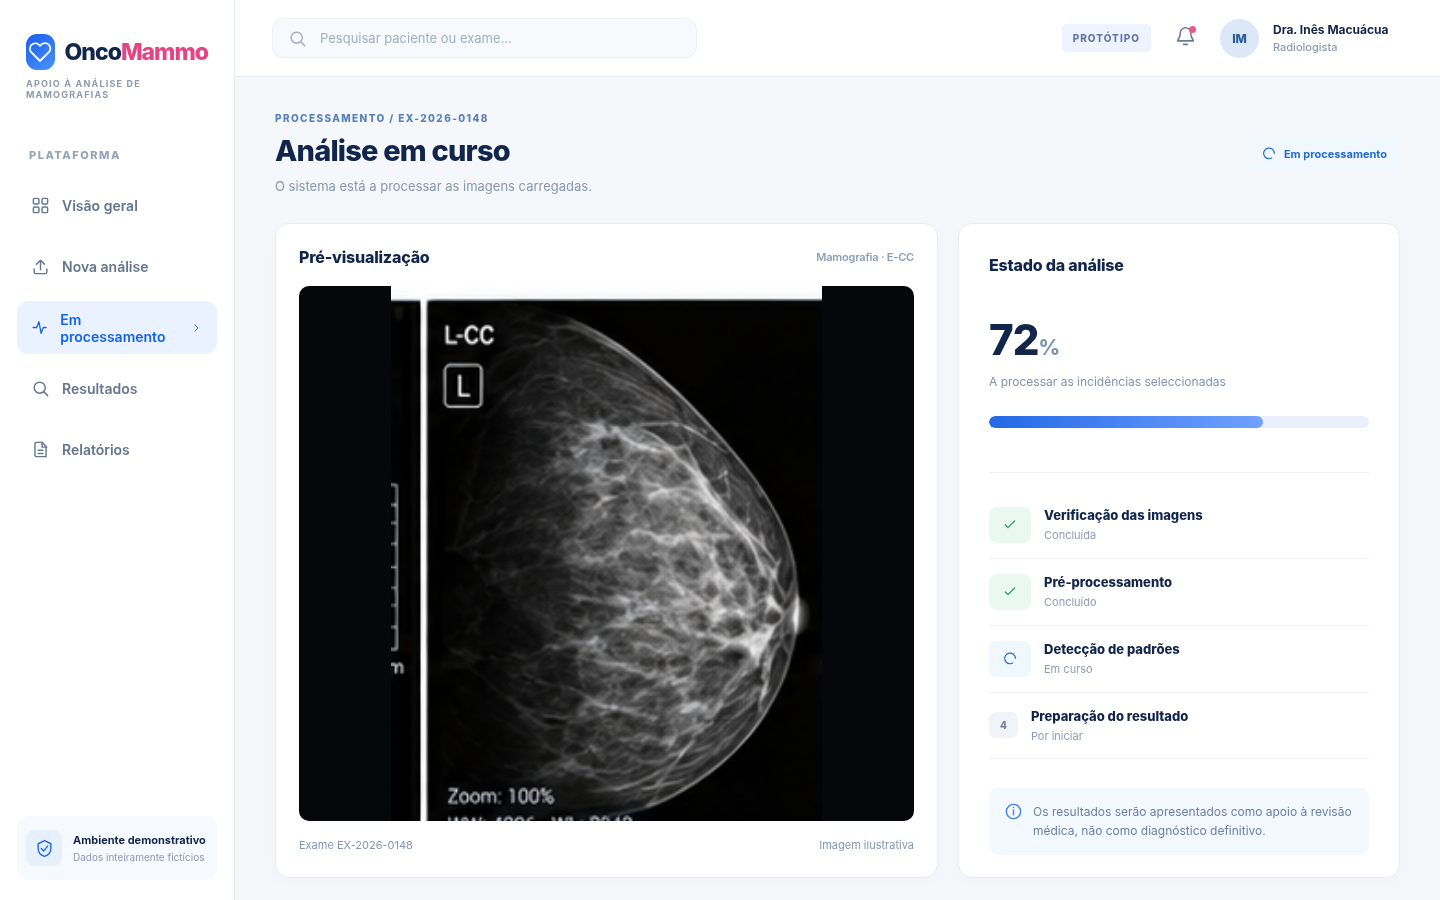 OncoMammo
APOIO À ANÁLISE DE
MAMOGRAFIAS
PLATAFORMA
Visão geral
Nova análise
Em
processamento
Resultados
Relatórios
Ambiente demonstrativo
Dados inteiramente fictícios
Pesquisar paciente ou exame...
PROTÓTIPO
IM
Dra. Inês Macuácua
Radiologista
PROCESSAMENTO / EX-2026-0148
Análise em curso
O sistema está a processar as imagens carregadas.
Em processamento
Pré-visualização
Mamografia · E-CC
L-CC
L
m
Zoom: 100%
Exame EX-2026-0148
Imagem ilustrativa
Estado da análise
72%
A processar as incidências seleccionadas
Verificação das imagens
Concluída
Pré-processamento
Concluído
Detecção de padrões
Em curso
4
Preparação do resultado
Por iniciar
Os resultados serão apresentados como apoio à revisão
médica, não como diagnóstico definitivo.